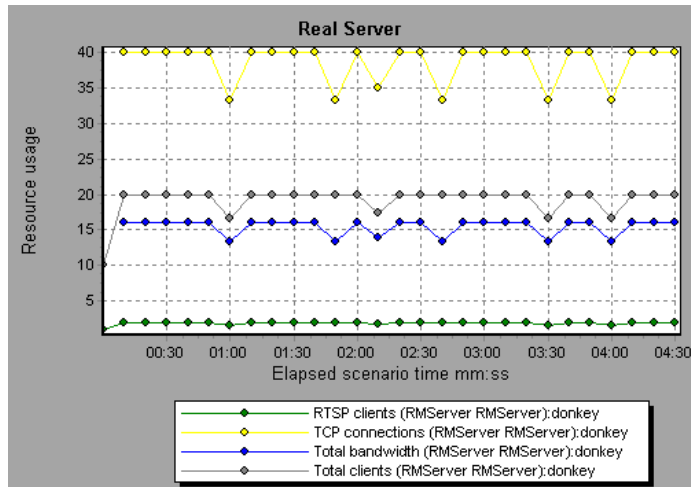 Real Server
40
35
30
25
20
15
10
5
Resource usage
00:30 01:00 01:30 02:00 02:30 03:00 03:30 04:00 04:30
Elapsed scenario time mm:ss
RTSP clients (RMServer RMServer):donkey
TCP connections (RMServer RMServer):donkey
Total bandwidth (RMServer RMServer):donkey
Total clients (RMServer RMServer):donkey